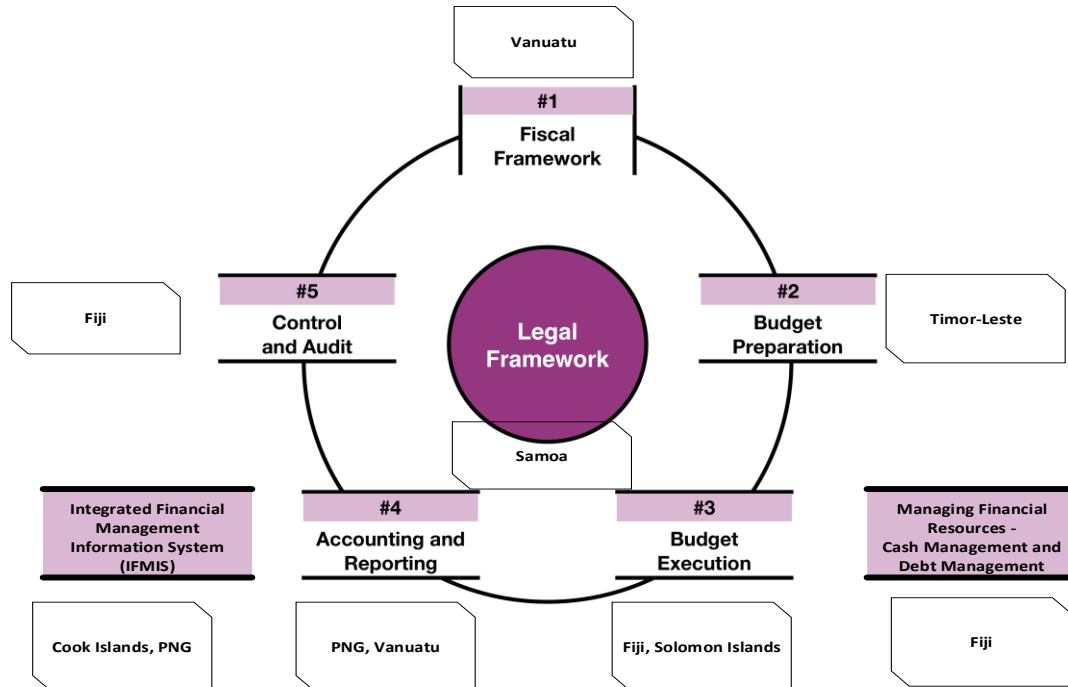 Vanuatu
#1
Fiscal
Framework
#5
Control
and Audit
Fiji
Legal
Framework
#2
Budget
Preparation
Timor-Leste
Samoa
Integrated Financial
Management
Information System
(IFMIS)
#4
Accounting and
Reporting
#3
Budget
Execution
Managing Financial
Resources -
Cash Management and
Debt Management
Cook Islands, PNG
PNG, Vanuatu
Fiji, Solomon Islands
Fiji